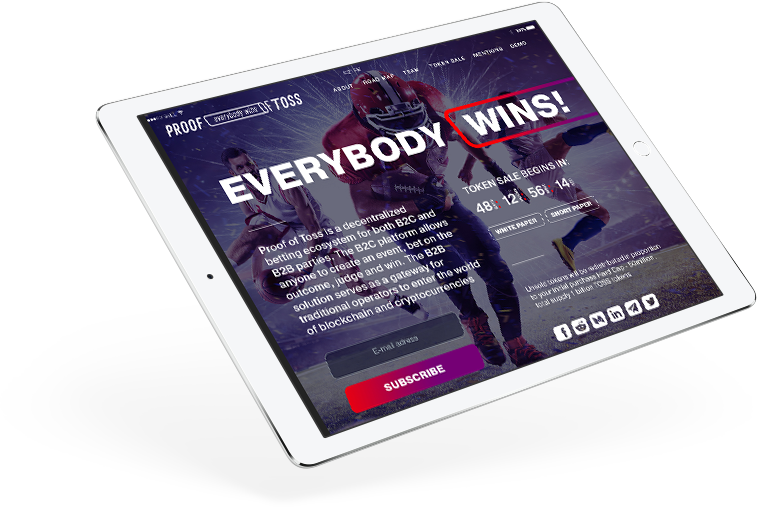 ABOUT ROAD MAP TEAM TOKEN SALE MENTIONS DEMO
PROOF OF TOSS
everybody wins
EVERYBODY WINS!
Proof of Toss is a decentralized
betting ecosystem for both B2C and
B2B parties. The B2C platform allows
anyone to create an event, bet on the
outcome, judge and win. The B2B
solution serves as a gateway for
traditional operators to enter the world
of blockchain and cryptocurrencies
E-mail adress
SUBSCRIBE
TOKEN SALE BEGINS IN:
48 12 56 14
WHITE PAPER SHORT PAPER
Unsold tokens will be redistributed in proportion
to your initial purchase Hard Cap
total supply 1 billion TOSS tokens